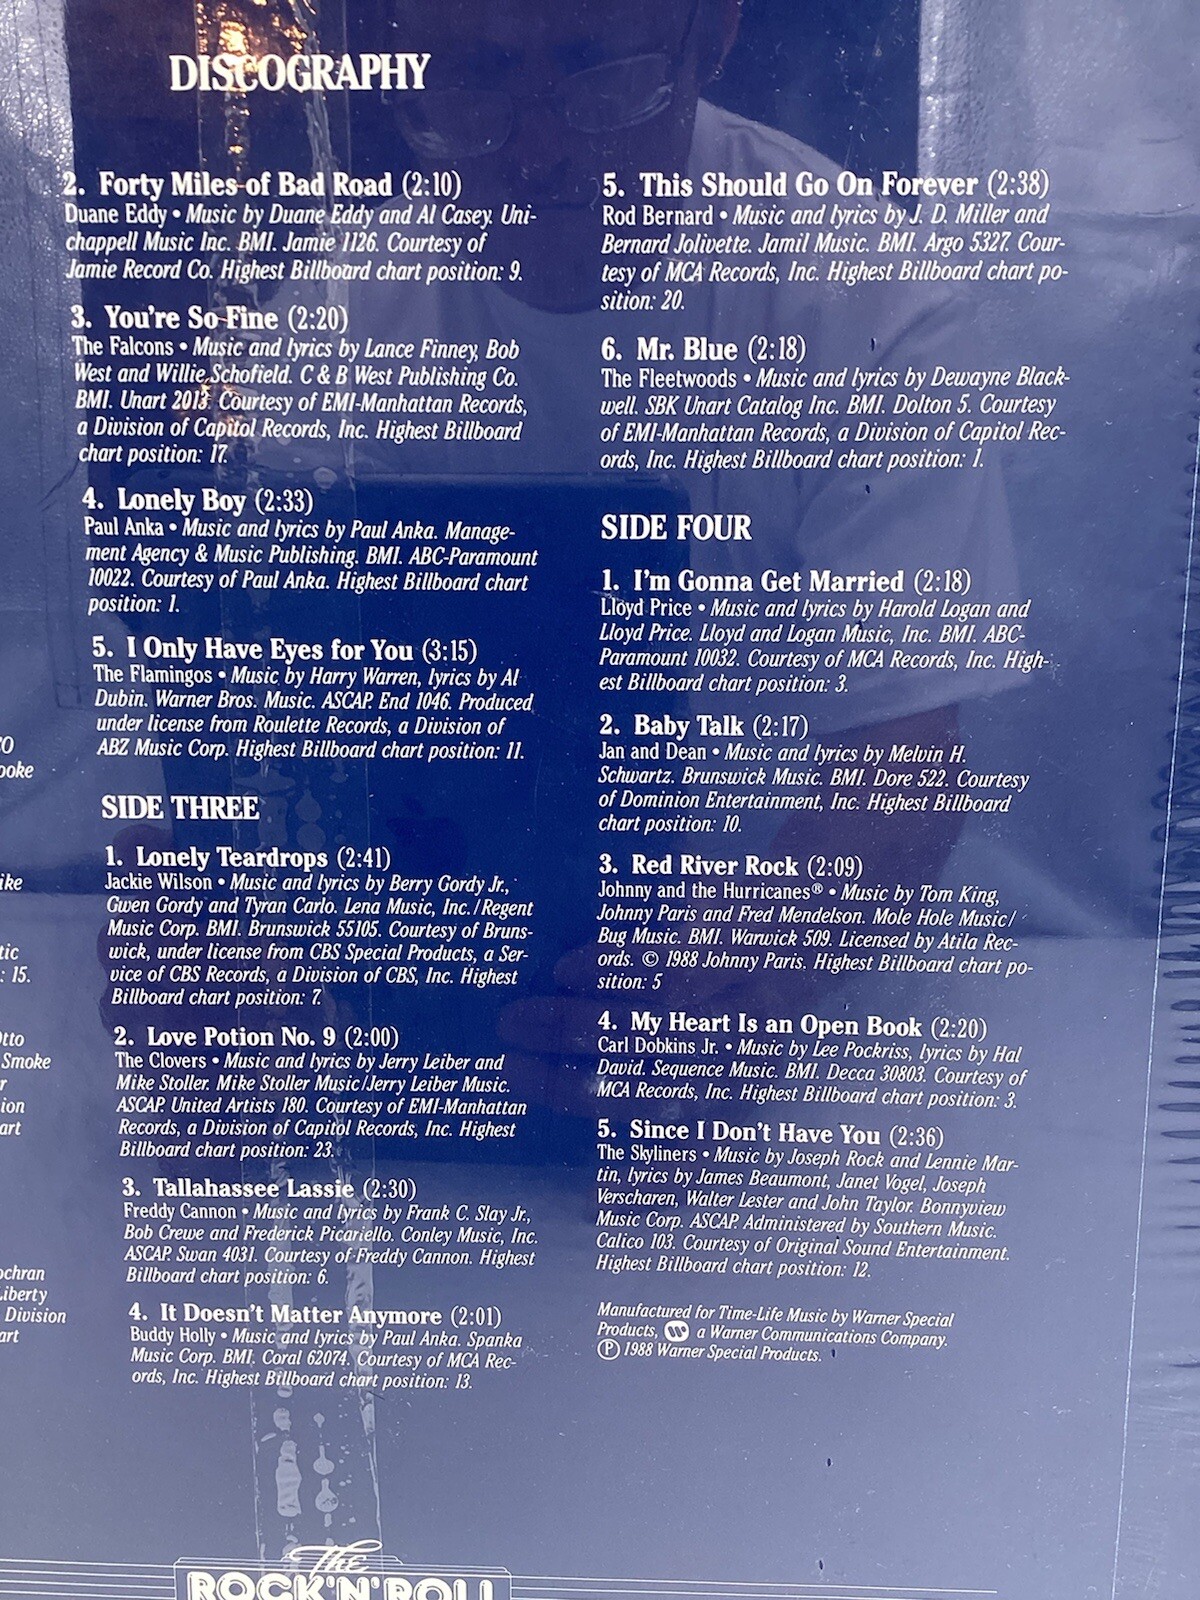 DISCOGRAPHY
2. Forty Miles of Bad Road (2:10)
Duane Eddy • Music by Duane Eddy and Al Casey. Uni-
chappell Music Inc. BMI. Jamie 1126. Courtesy of
Jamie Record Co. Highest Billboard chart position: 9.
3. You're So Fine (2:20)
The Falcons • Music and lyrics by Lance Finney, Bob
West and Willie Schofield. C & B West Publishing Co.
BMI. Unart 2013. Courtesy of EMI-Manhattan Records,
a Division of Capitol Records, Inc. Highest Billboard
chart position: 17.
4. Lonely Boy (2:33)
Paul Anka • Music and lyrics by Paul Anka. Manage-
ment Agency & Music Publishing. BMI. ABC-Paramount
10022. Courtesy of Paul Anka. Highest Billboard chart
position: 1.
5. I Only Have Eyes for You (3:15)
The Flamingos • Music by Harry Warren, lyrics by Al
Dubin. Warner Bros. Music. ASCAP. End 1046. Produced
under license from Roulette Records, a Division of
ABZ Music Corp. Highest Billboard chart position: 11.
SIDE THREE
1. Lonely Teardrops (2:41)
Jackie Wilson • Music and lyrics by Berry Gordy Jr.,
Gwen Gordy and Tyran Carlo. Lena Music, Inc./Regent
Music Corp. BMI. Brunswick 55105. Courtesy of Bruns-
wick, under license from CBS Special Products, a Ser-
vice of CBS Records, a Division of CBS, Inc. Highest
Billboard chart position: 7.
2. Love Potion No. 9 (2:00)
The Clovers • Music and lyrics by Jerry Leiber and
Mike Stoller. Mike Stoller Music/Jerry Leiber Music.
ASCAP. United Artists 180. Courtesy of EMI-Manhattan
Records, a Division of Capitol Records, Inc. Highest
Billboard chart position: 23.
3. Tallahassee Lassie (2:30)
Freddy Cannon • Music and lyrics by Frank C. Slay Jr.,
Bob Crewe and Frederick Picariello. Conley Music, Inc.
ASCAP. Swan 4031. Courtesy of Freddy Cannon. Highest
Billboard chart position: 6.
4. It Doesn't Matter Anymore (2:01)
Buddy Holly • Music and lyrics by Paul Anka. Spanka
Music Corp. BMI. Coral 62074. Courtesy of MCA Rec-
ords, Inc. Highest Billboard chart position: 13.
5. This Should Go On Forever (2:38)
Rod Bernard • Music and lyrics by J. D. Miller and
Bernard Jolivette. Jamil Music. BMI. Argo 5327. Cour-
tesy of MCA Records, Inc. Highest Billboard chart po-
sition: 20.
6. Mr. Blue (2:18)
The Fleetwoods • Music and lyrics by Dewayne Black-
well. SBK Unart Catalog Inc. BMI. Dolton 5. Courtesy
of EMI-Manhattan Records, a Division of Capitol Rec-
ords, Inc. Highest Billboard chart position: 1.
SIDE FOUR
1. I'm Gonna Get Married (2:18)
Lloyd Price • Music and lyrics by Harold Logan and
Lloyd Price. Lloyd and Logan Music, Inc. BMI. ABC-
Paramount 10032. Courtesy of MCA Records, Inc. High-
est Billboard chart position: 3.
2. Baby Talk (2:17)
Jan and Dean • Music and lyrics by Melvin H.
Schwartz. Brunswick Music. BMI. Dore 522. Courtesy
of Dominion Entertainment, Inc. Highest Billboard
chart position: 10.
3. Red River Rock (2:09)
Johnny and the Hurricanes® • Music by Tom King,
Johnny Paris and Fred Mendelson. Mole Hole Music/
Bug Music. BMI. Warwick 509. Licensed by Atila Rec-
ords. © 1988 Johnny Paris. Highest Billboard chart po-
sition: 5
4. My Heart Is an Open Book (2:20)
Carl Dobkins Jr. • Music by Lee Pockriss, lyrics by Hal
David. Sequence Music. BMI. Decca 30803. Courtesy of
MCA Records, Inc. Highest Billboard chart position: 3.
5. Since I Don't Have You (2:36)
The Skyliners • Music by Joseph Rock and Lennie Mar-
tin, lyrics by James Beaumont, Janet Vogel, Joseph
Verscharen, Walter Lester and John Taylor. Bonnyview
Music Corp. ASCAP. Administered by Southern Music.
Calico 103. Courtesy of Original Sound Entertainment.
Highest Billboard chart position: 12.
Manufactured for Time-Life Music by Warner Special
Products, a Warner Communications Company.
℗ 1988 Warner Special Products.
: 15.
Smoke
Division
The
ROCK'N'ROLL